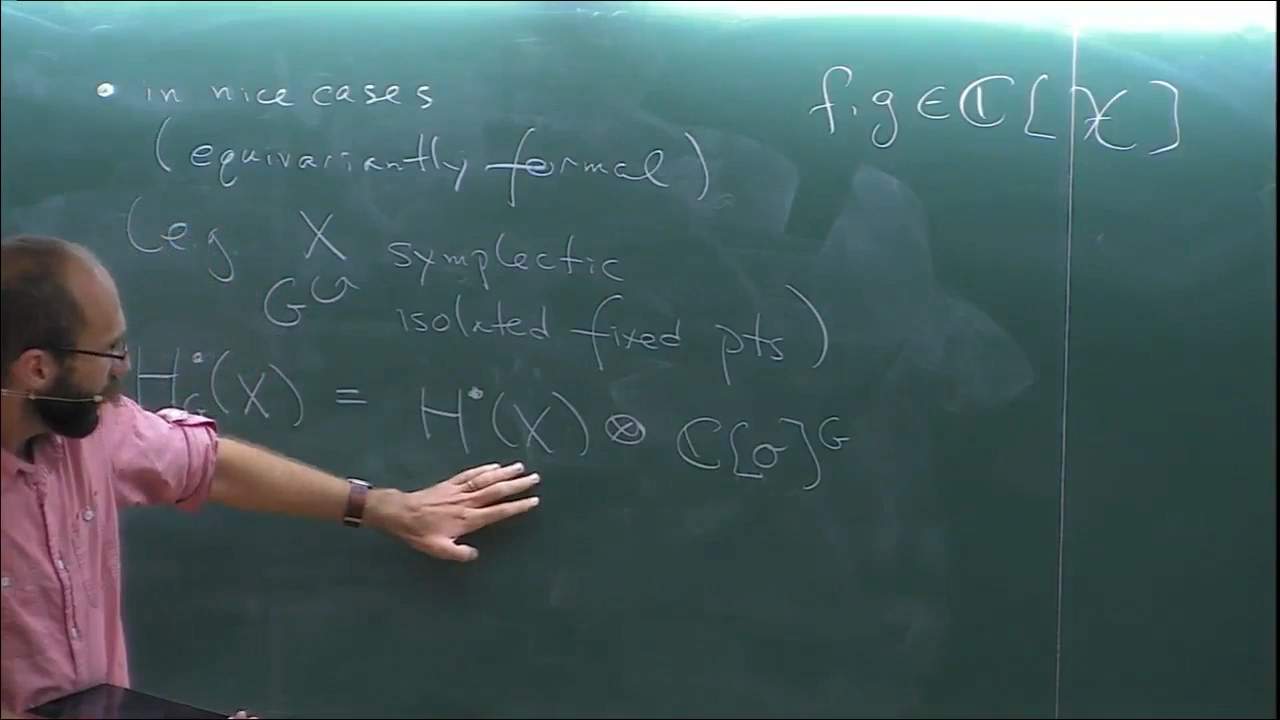 • in nice cases
(equivariantly formal)
(e.g. X symplectic
G ↺ isolated fixed pts)
H•G(X) = H•(X) ⊗ ℂ[σ]^G
f,g ∈ ℂ[X]